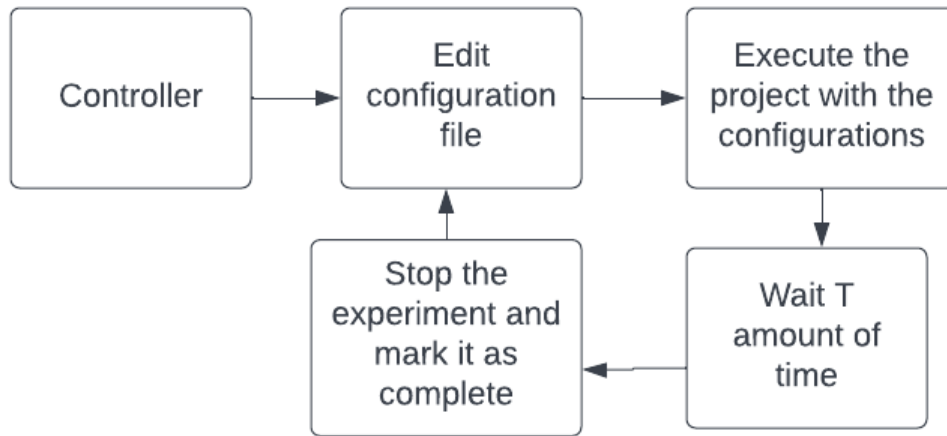 Controller
Edit
configuration
file
Execute the
project with the
configurations
Wait T
amount of
time
Stop the
experiment and
mark it as
complete